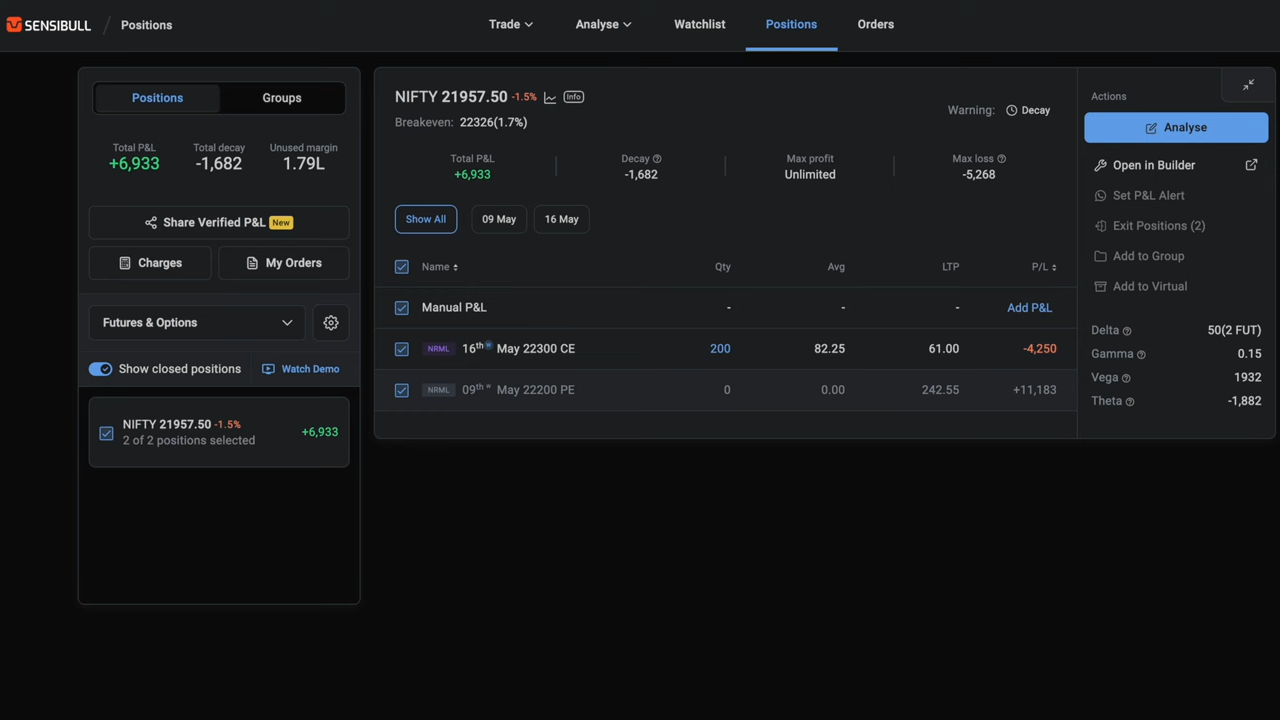 SENSIBULL / Positions
Trade Analyse Watchlist Positions Orders
Positions Groups
Total P&L Total decay Unused margin
+6,933 -1,682 1.79L
Share Verified P&L New
Charges My Orders
Futures & Options
Show closed positions Watch Demo
NIFTY 21957.50 -1.5%
2 of 2 positions selected
+6,933
NIFTY 21957.50 -1.5% Info
Breakeven: 22326(1.7%)
Warning: Decay
Total P&L Decay Max profit Max loss
+6,933 -1,682 Unlimited -5,268
Show All 09 May 16 May
Name Qty Avg LTP P/L
Manual P&L - - - Add P&L
NRML 16th w May 22300 CE 200 82.25 61.00 -4,250
NRML 09th w May 22200 PE 0 0.00 242.55 +11,183
Actions
Analyse
Open in Builder
Set P&L Alert
Exit Positions (2)
Add to Group
Add to Virtual
Delta 50(2 FUT)
Gamma 0.15
Vega 1932
Theta -1,882